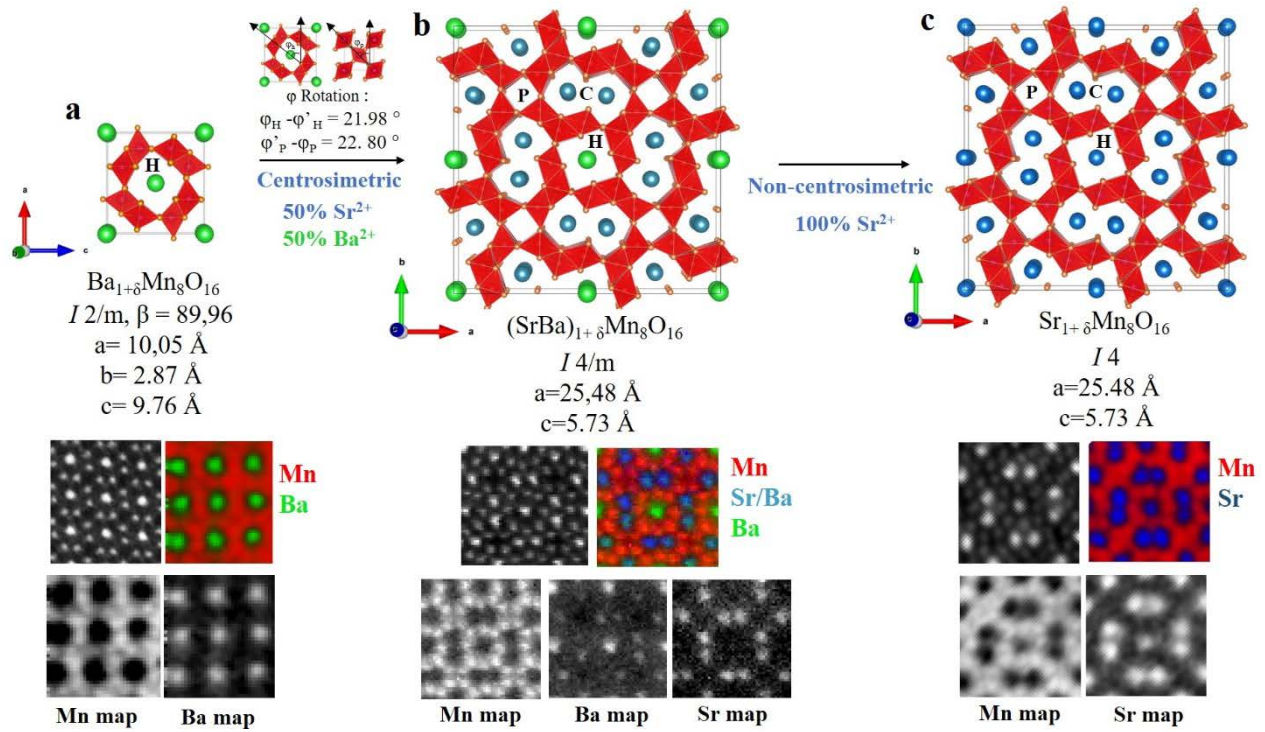 a
φ Rotation :
φH -φ'H = 21.98 °
φ'P -φP = 22. 80 °
Centrosimetric
50% Sr²⁺
50% Ba²⁺
H
a
c
Ba₁₊δMn₈O₁₆
I 2/m, β = 89,96
a= 10,05 Å
b= 2.87 Å
c= 9.76 Å
Mn
Ba
Mn map
Ba map
b
P
C
H
b
a
(SrBa)₁₊ δMn₈O₁₆
I 4/m
a=25,48 Å
c=5.73 Å
Mn
Sr/Ba
Ba
Mn map
Ba map
Sr map
Non-centrosimetric
100% Sr²⁺
c
P
C
H
b
a
Sr₁₊ δMn₈O₁₆
I 4
a=25.48 Å
c=5.73 Å
Mn
Sr
Mn map
Sr map